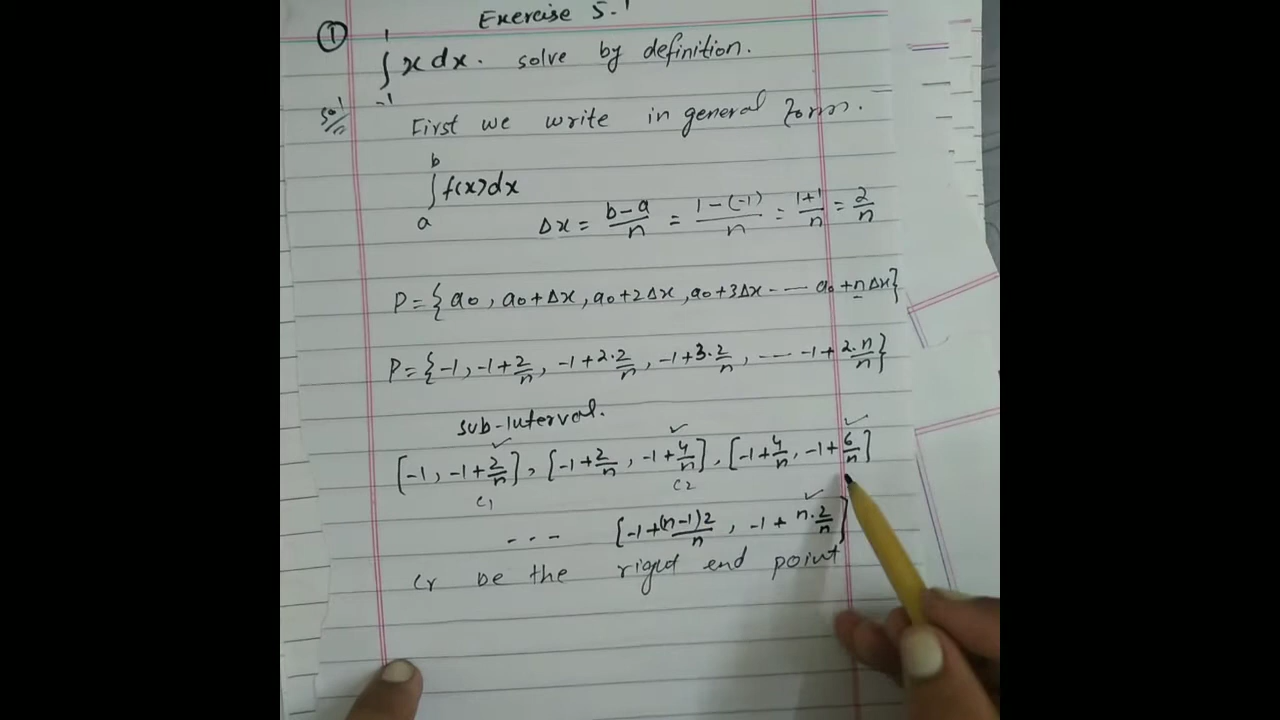 Exercise 5.1
① ∫₋₁¹ x dx. solve by definition.
Soln First we write in general form.
∫ₐᵇ f(x)dx
Δx = (b-a)/n = (1-(-1))/n = (1+1)/n = 2/n
P = {a₀, a₀+Δx, a₀+2Δx, a₀+3Δx --- a₀+nΔx}
P = {-1, -1+2/n, -1+2·2/n, -1+3·2/n, --- -1+2·n/n}
sub-interval.
[-1, -1+2/n], [-1+2/n, -1+4/n], [-1+4/n, -1+6/n]
c₁ c₂
--- [-1+(n-1)2/n, -1+n·2/n]
cr be the rigid end point